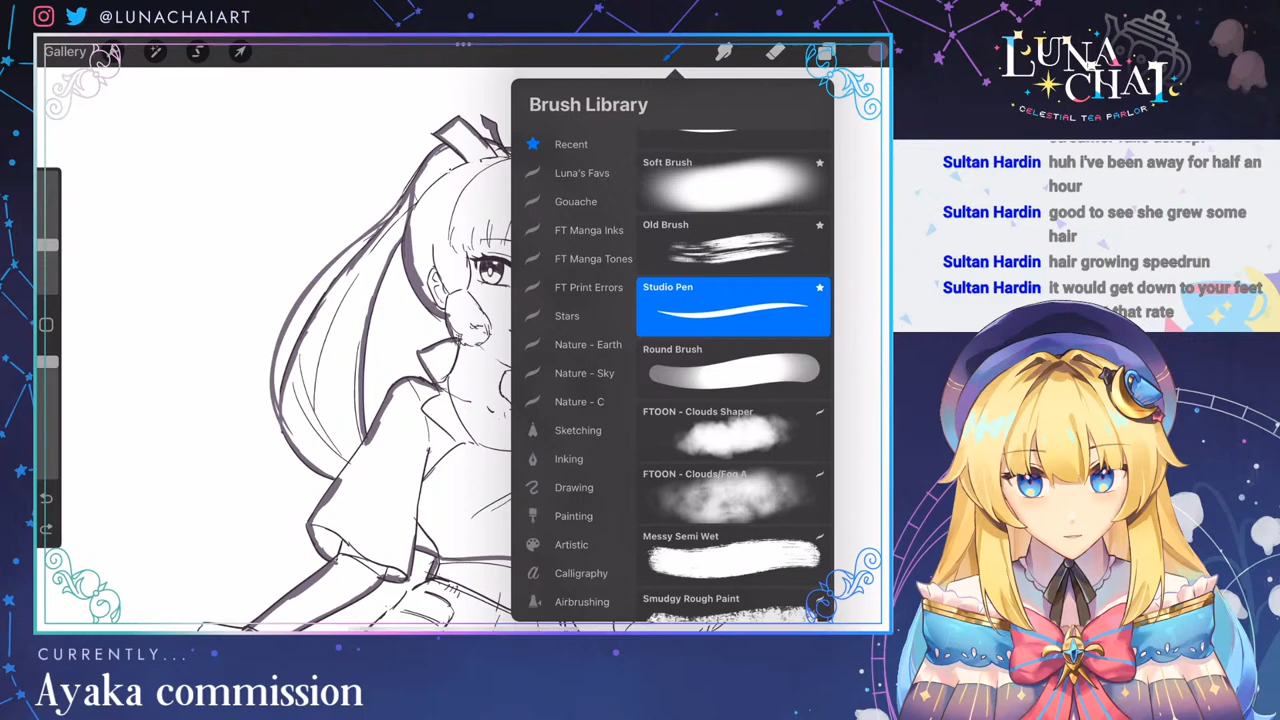 @LUNACHAIART
LUNA
CHAI
CELESTIAL TEA PARLOR
Gallery
Brush Library
Recent
Luna's Favs
Gouache
FT Manga Inks
FT Manga Tones
FT Print Errors
Stars
Nature - Earth
Nature - Sky
Nature - C
Sketching
Inking
Drawing
Painting
Artistic
Calligraphy
Airbrushing
Soft Brush
Old Brush
Studio Pen
Round Brush
FTOON - Clouds Shaper
FTOON - Clouds/Fog A
Messy Semi Wet
Smudgy Rough Paint
Sultan Hardin huh i've been away for half an
hour
Sultan Hardin good to see she grew some
hair
Sultan Hardin hair growing speedrun
Sultan Hardin it would get down to your feet
that rate
CURRENTLY...
Ayaka commission